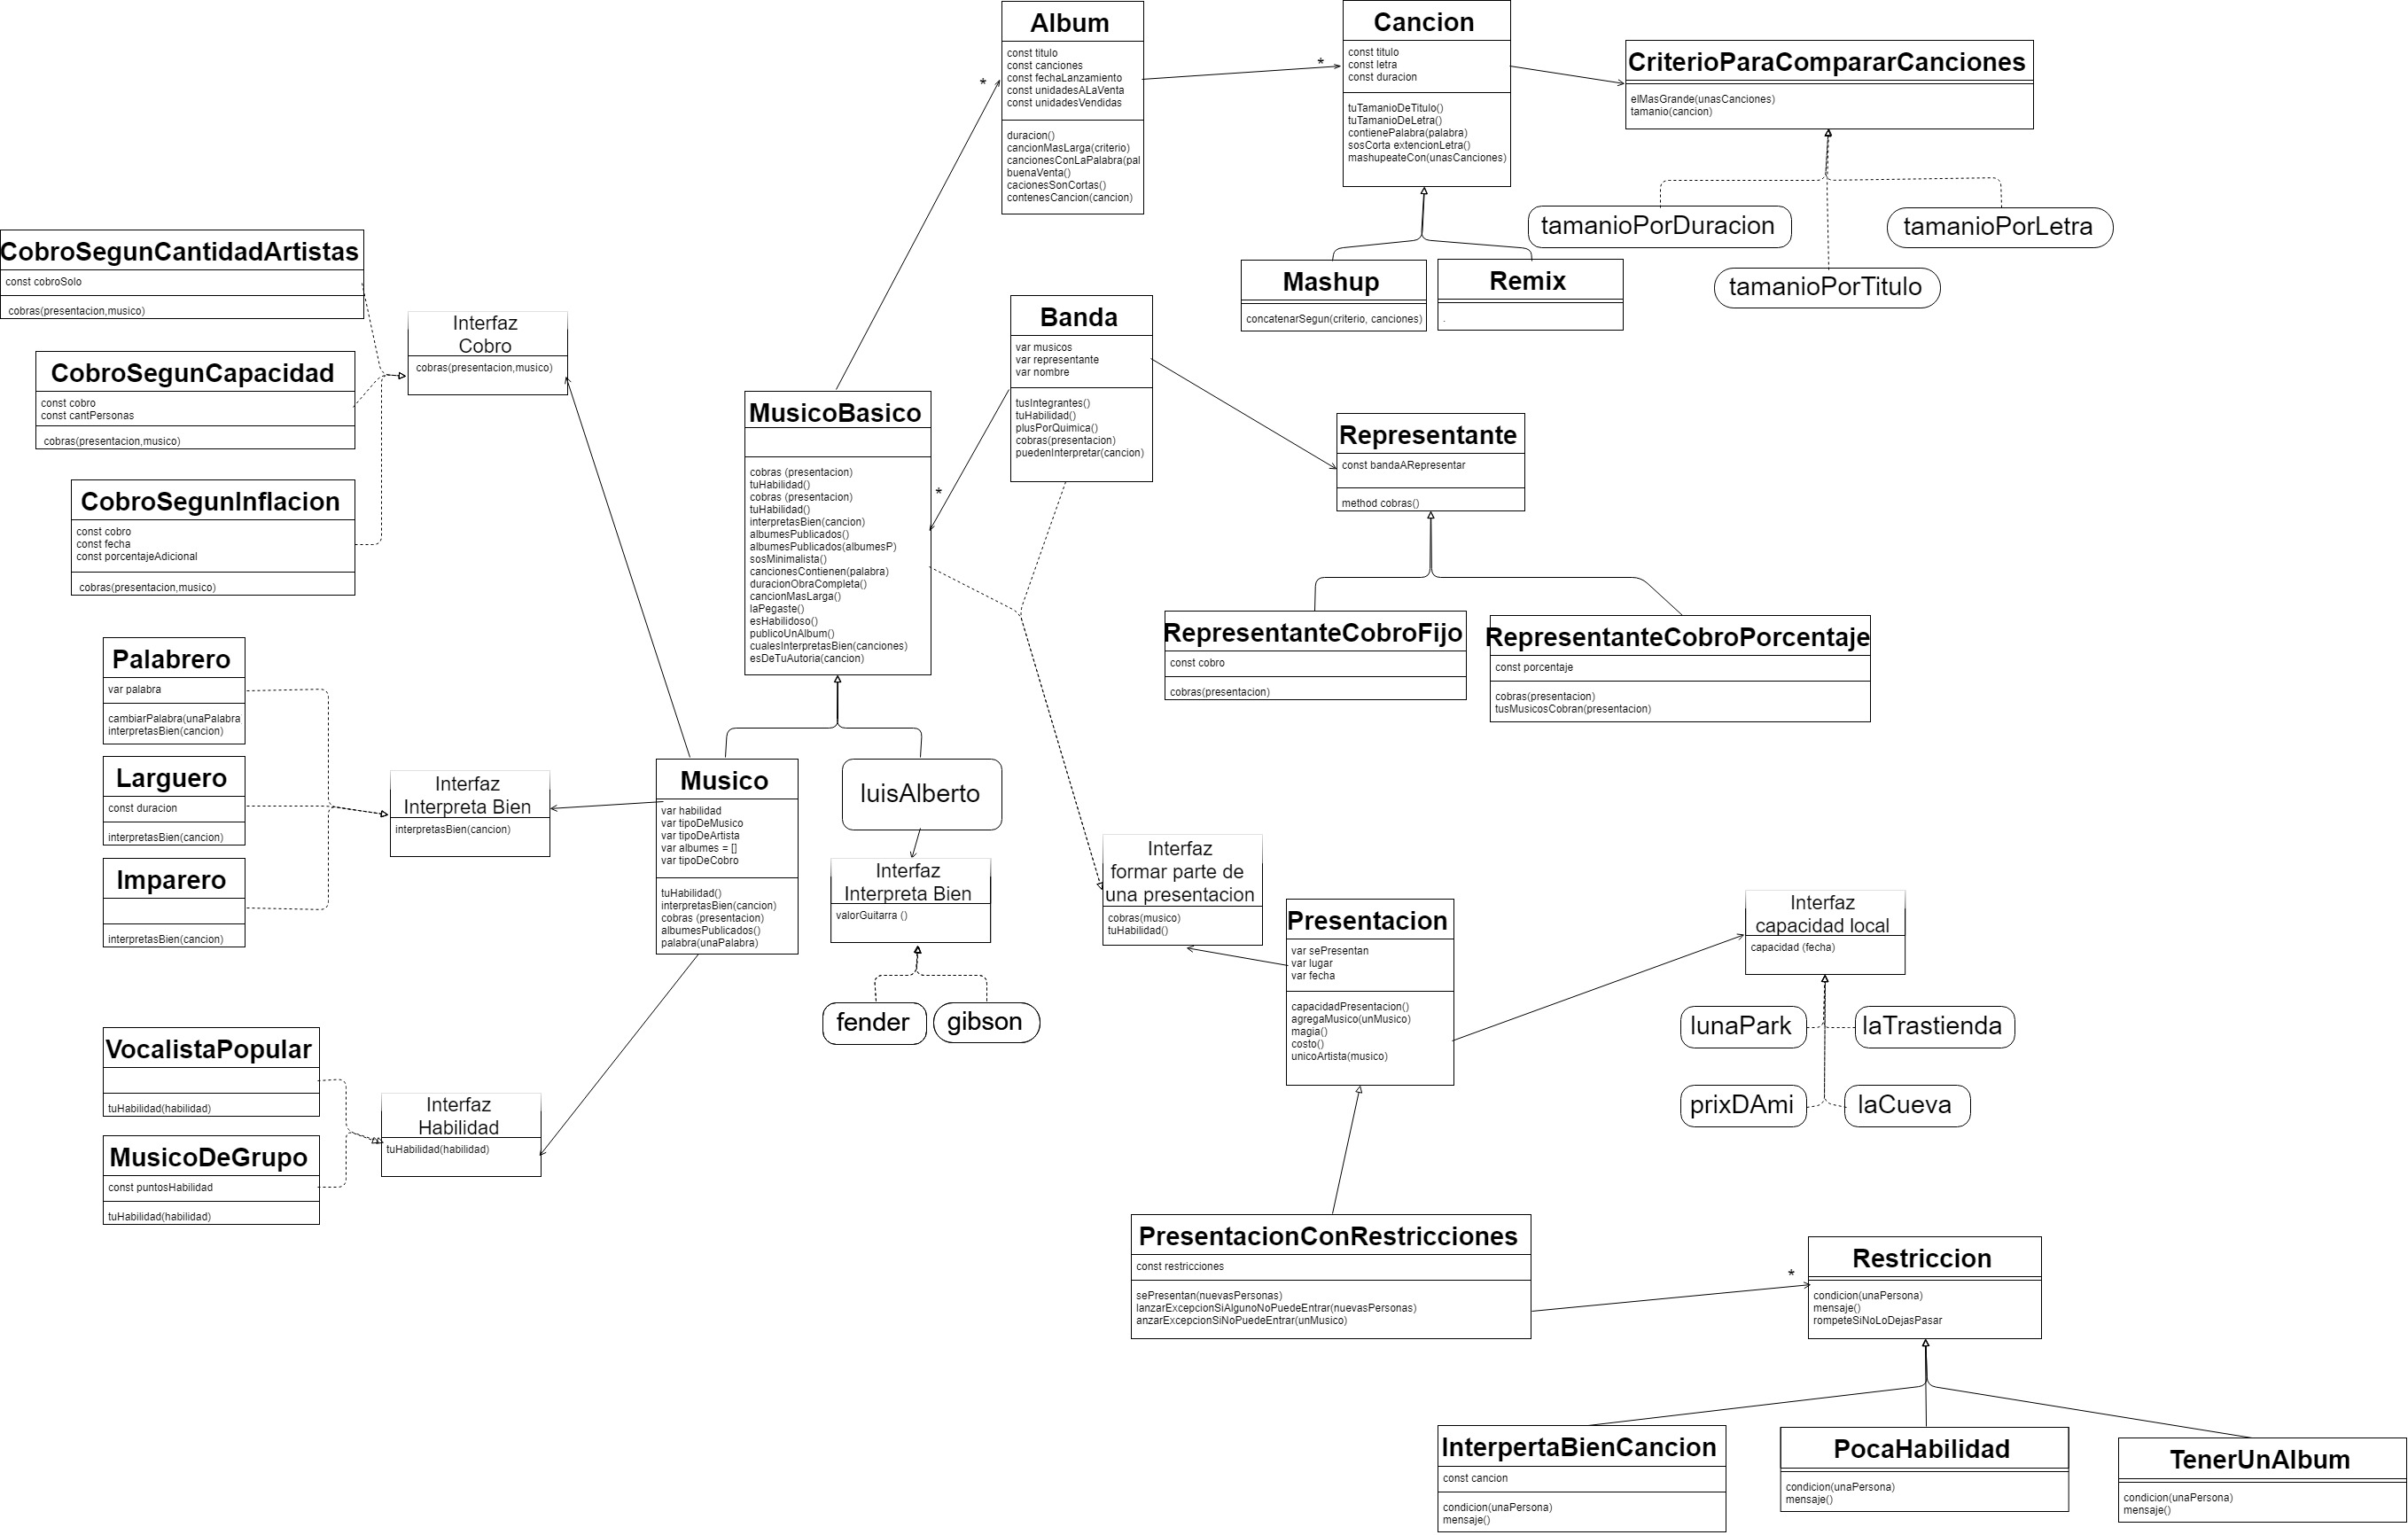 Album
const titulo
const canciones
const fechaLanzamiento
const unidadesALaVenta
const unidadesVendidas
duracion()
cancionMasLarga(criterio)
cancionesConLaPalabra(pal
buenaVenta()
cacionesSonCortas()
contenesCancion(cancion)
*
*
Cancion
const titulo
const letra
const duracion
tuTamanioDeTitulo()
tuTamanioDeLetra()
contienePalabra(palabra)
sosCorta extencionLetra()
mashupeateCon(unasCanciones)
CriterioParaCompararCanciones
elMasGrande(unasCanciones)
tamanio(cancion)
tamanioPorDuracion
tamanioPorLetra
tamanioPorTitulo
Mashup
concatenarSegun(criterio, canciones)
Remix
.
CobroSegunCantidadArtistas
const cobroSolo
cobras(presentacion,musico)
CobroSegunCapacidad
const cobro
const cantPersonas
cobras(presentacion,musico)
CobroSegunInflacion
const cobro
const fecha
const porcentajeAdicional
cobras(presentacion,musico)
Interfaz
Cobro
cobras(presentacion,musico)
MusicoBasico
cobras (presentacion)
tuHabilidad()
cobras (presentacion)
tuHabilidad()
interpretasBien(cancion)
albumesPublicados()
albumesPublicados(albumesP)
sosMinimalista()
cancionesContienen(palabra)
duracionObraCompleta()
cancionMasLarga()
laPegaste()
esHabilidoso()
publicoUnAlbum()
cualesInterpretasBien(canciones)
esDeTuAutoria(cancion)
*
Banda
var musicos
var representante
var nombre
tusIntegrantes()
tuHabilidad()
plusPorQuimica()
cobras(presentacion)
puedenInterpretar(cancion)
Representante
const bandaARepresentar
method cobras()
RepresentanteCobroFijo
const cobro
cobras(presentacion)
RepresentanteCobroPorcentaje
const porcentaje
cobras(presentacion)
tusMusicosCobran(presentacion)
Palabrero
var palabra
cambiarPalabra(unaPalabra
interpretasBien(cancion)
Larguero
const duracion
interpretasBien(cancion)
Imparero
interpretasBien(cancion)
Interfaz
Interpreta Bien
interpretasBien(cancion)
Musico
var habilidad
var tipoDeMusico
var tipoDeArtista
var albumes = []
var tipoDeCobro
tuHabilidad()
interpretasBien(cancion)
cobras (presentacion)
albumesPublicados()
palabra(unaPalabra)
luisAlberto
Interfaz
Interpreta Bien
valorGuitarra ()
fender
gibson
Interfaz
formar parte de
una presentacion
cobras(musico)
tuHabilidad()
Presentacion
var sePresentan
var lugar
var fecha
capacidadPresentacion()
agregaMusico(unMusico)
magia()
costo()
unicoArtista(musico)
Interfaz
capacidad local
capacidad (fecha)
lunaPark
laTrastienda
prixDAmi
laCueva
VocalistaPopular
tuHabilidad(habilidad)
MusicoDeGrupo
const puntosHabilidad
tuHabilidad(habilidad)
Interfaz
Habilidad
tuHabilidad(habilidad)
PresentacionConRestricciones
const restricciones
sePresentan(nuevasPersonas)
lanzarExcepcionSiAlgunoNoPuedeEntrar(nuevasPersonas)
anzarExcepcionSiNoPuedeEntrar(unMusico)
*
Restriccion
condicion(unaPersona)
mensaje()
rompeteSiNoLoDejasPasar
InterpertaBienCancion
const cancion
condicion(unaPersona)
mensaje()
PocaHabilidad
condicion(unaPersona)
mensaje()
TenerUnAlbum
condicion(unaPersona)
mensaje()